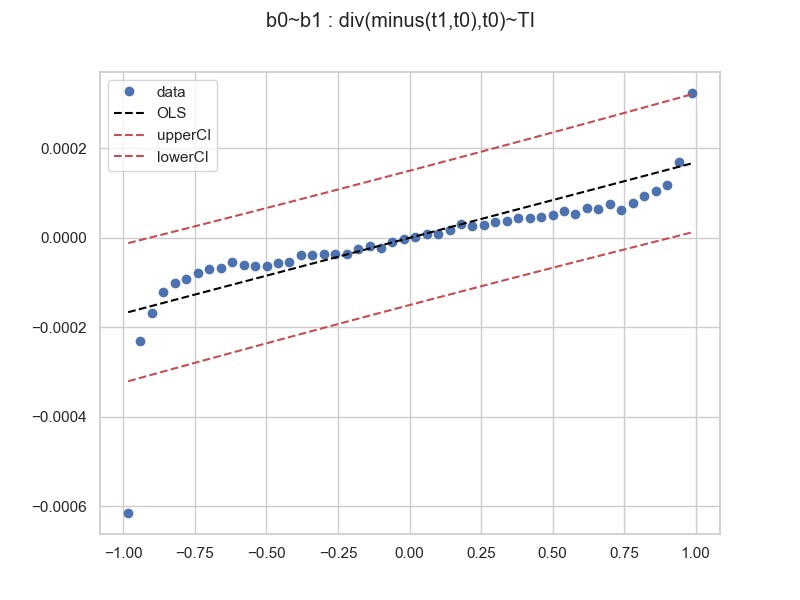 b0~b1 : div(minus(t1,t0),t0)~TI
data
OLS
upperCI
lowerCI
0.0002
0.0000
−0.0002
−0.0004
−0.0006
−1.00
−0.75
−0.50
−0.25
0.00
0.25
0.50
0.75
1.00